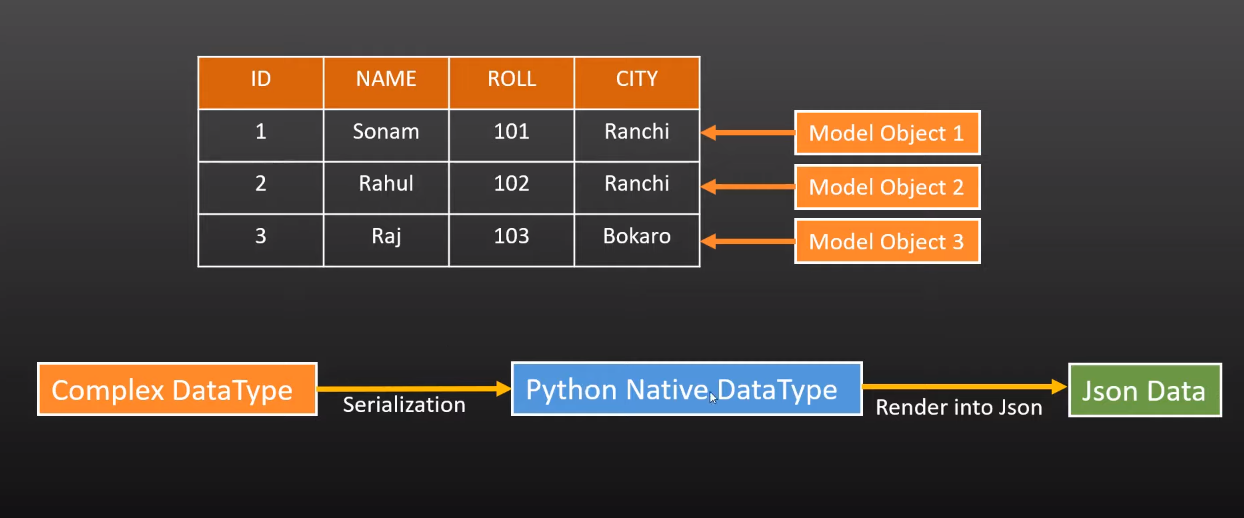 ID NAME ROLL CITY
1 Sonam 101 Ranchi
Model Object 1
2 Rahul 102 Ranchi
Model Object 2
3 Raj 103 Bokaro
Model Object 3
Complex DataType
Serialization
Python Native DataType
Render into Json
Json Data